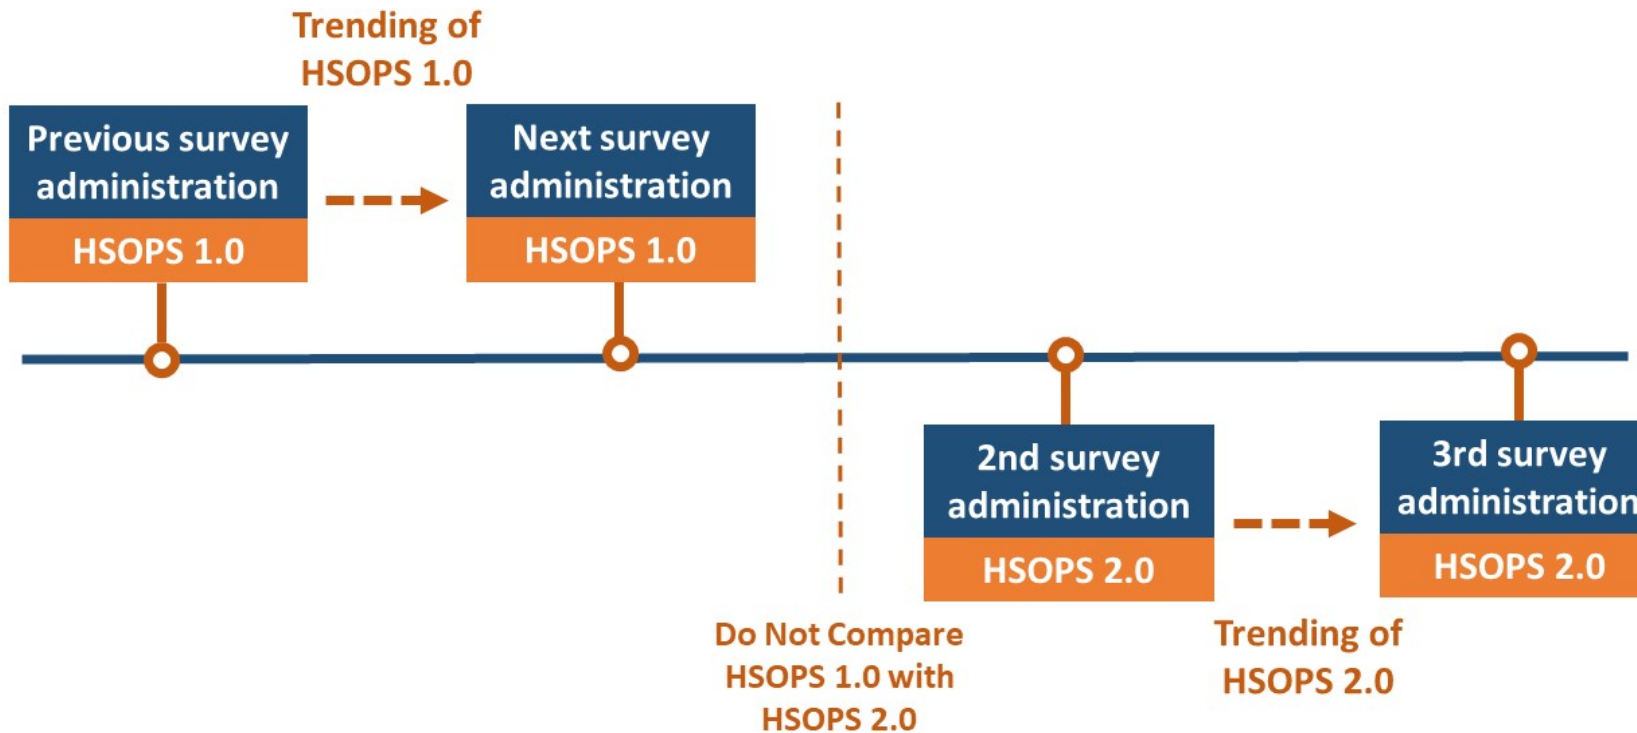 Trending of
HSOPS 1.0
Previous survey
administration
HSOPS 1.0
Next survey
administration
HSOPS 1.0
2nd survey
administration
HSOPS 2.0
3rd survey
administration
HSOPS 2.0
Do Not Compare
HSOPS 1.0 with
HSOPS 2.0
Trending of
HSOPS 2.0